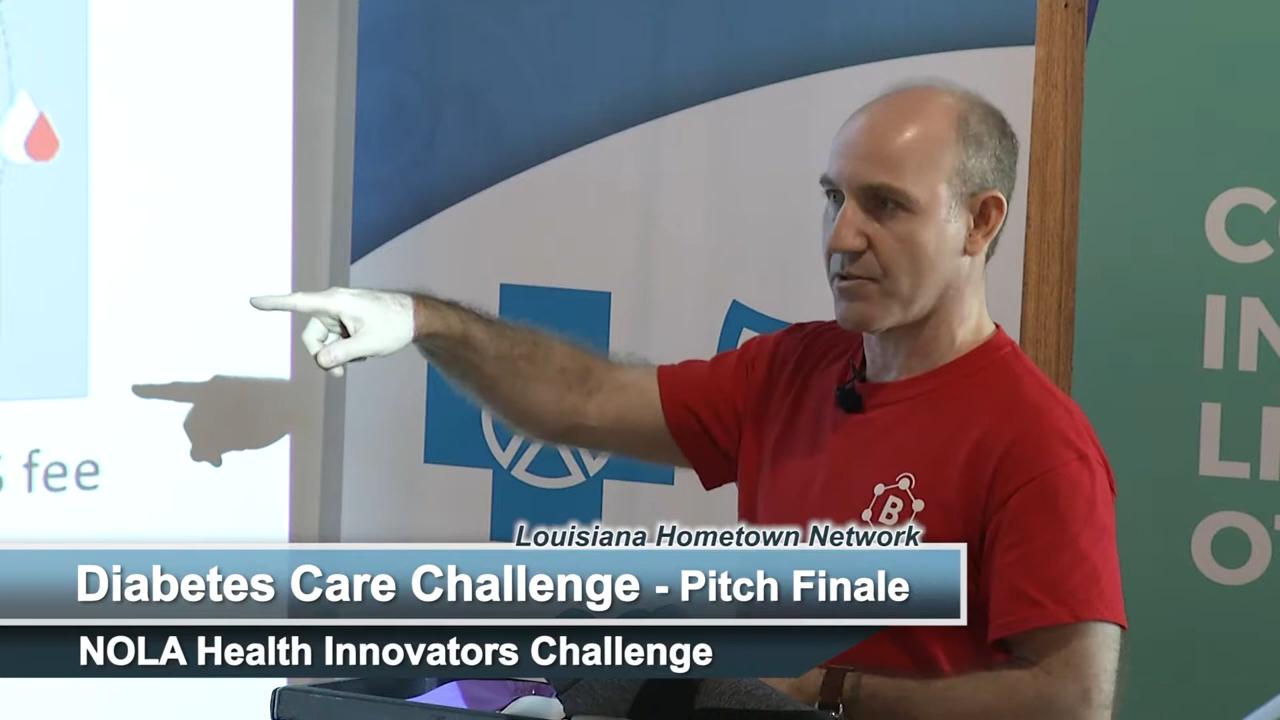 fee
B
Louisiana Hometown Network
Diabetes Care Challenge - Pitch Finale
NOLA Health Innovators Challenge